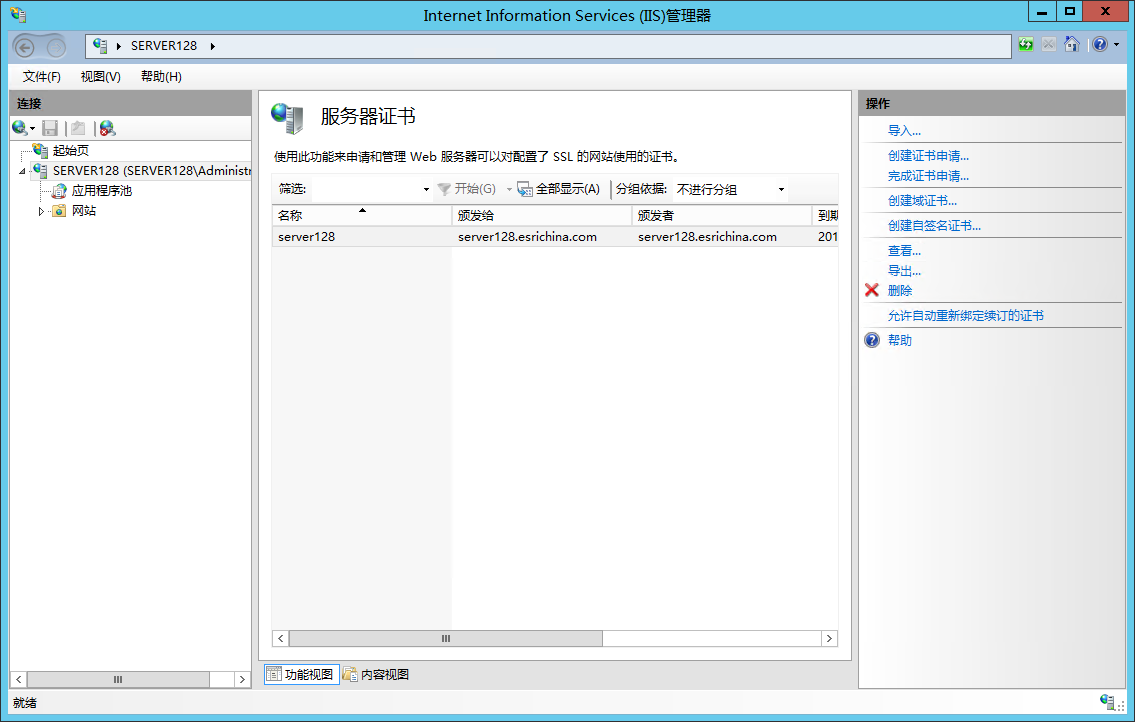 Internet Information Services (IIS)管理器
SERVER128
文件(F) 视图(V) 帮助(H)
连接
起始页
SERVER128 (SERVER128\Administr
应用程序池
网站
服务器证书
使用此功能来申请和管理 Web 服务器可以对配置了 SSL 的网站使用的证书。
筛选: 开始(G) 全部显示(A) 分组依据: 不进行分组
名称 颁发给 颁发者 到期
server128 server128.esrichina.com server128.esrichina.com 201
功能视图 内容视图
操作
导入...
创建证书申请...
完成证书申请...
创建域证书...
创建自签名证书...
查看...
导出...
删除
允许自动重新绑定续订的证书
帮助
就绪